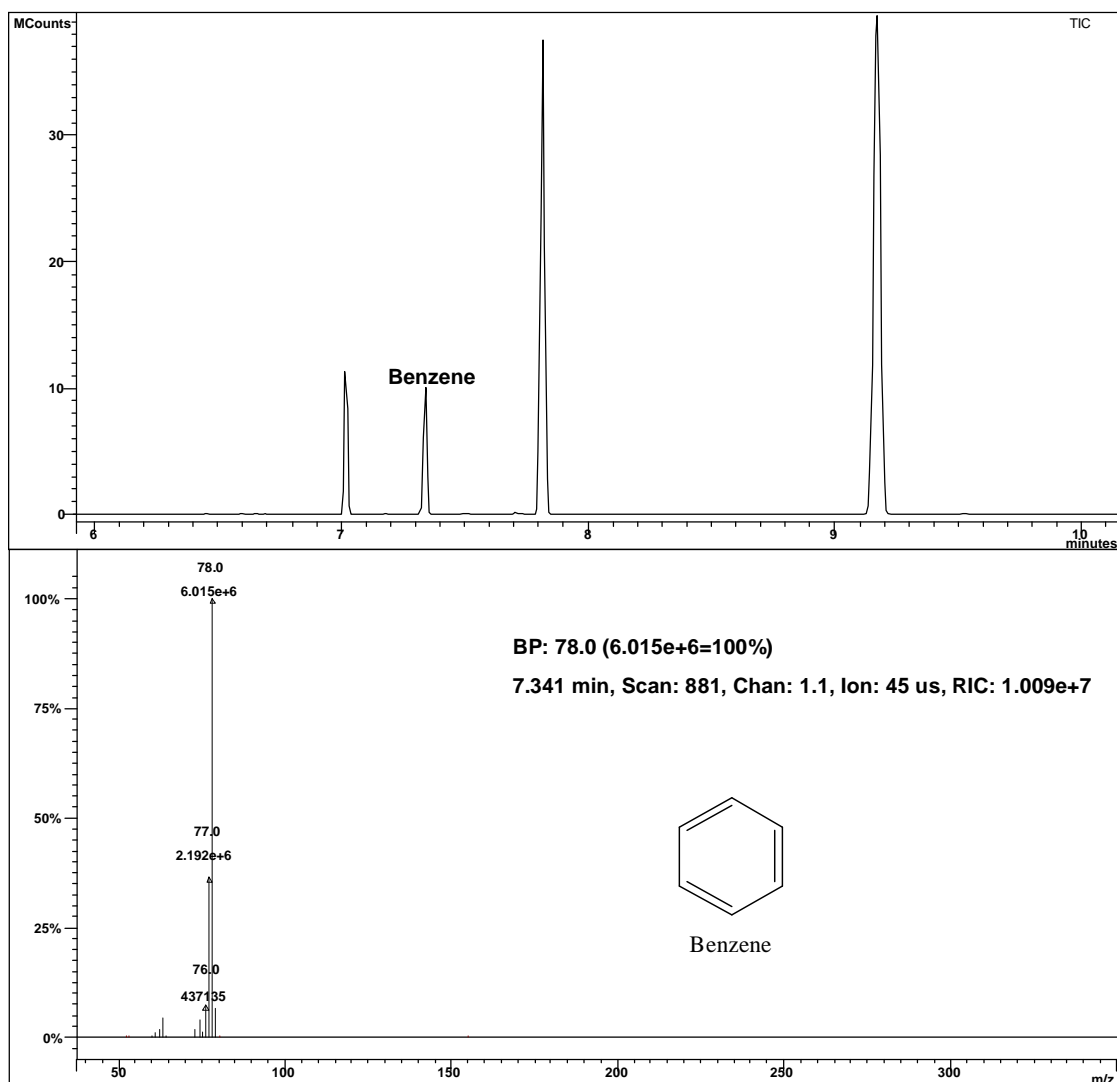 MCounts
TIC
30
20
10
0
Benzene
6 7 8 9 10
minutes
78.0
6.015e+6
100%
BP: 78.0 (6.015e+6=100%)
7.341 min, Scan: 881, Chan: 1.1, Ion: 45 us, RIC: 1.009e+7
75%
50%
77.0
2.192e+6
25%
Benzene
76.0
437135
0%
50 100 150 200 250 300
m/z